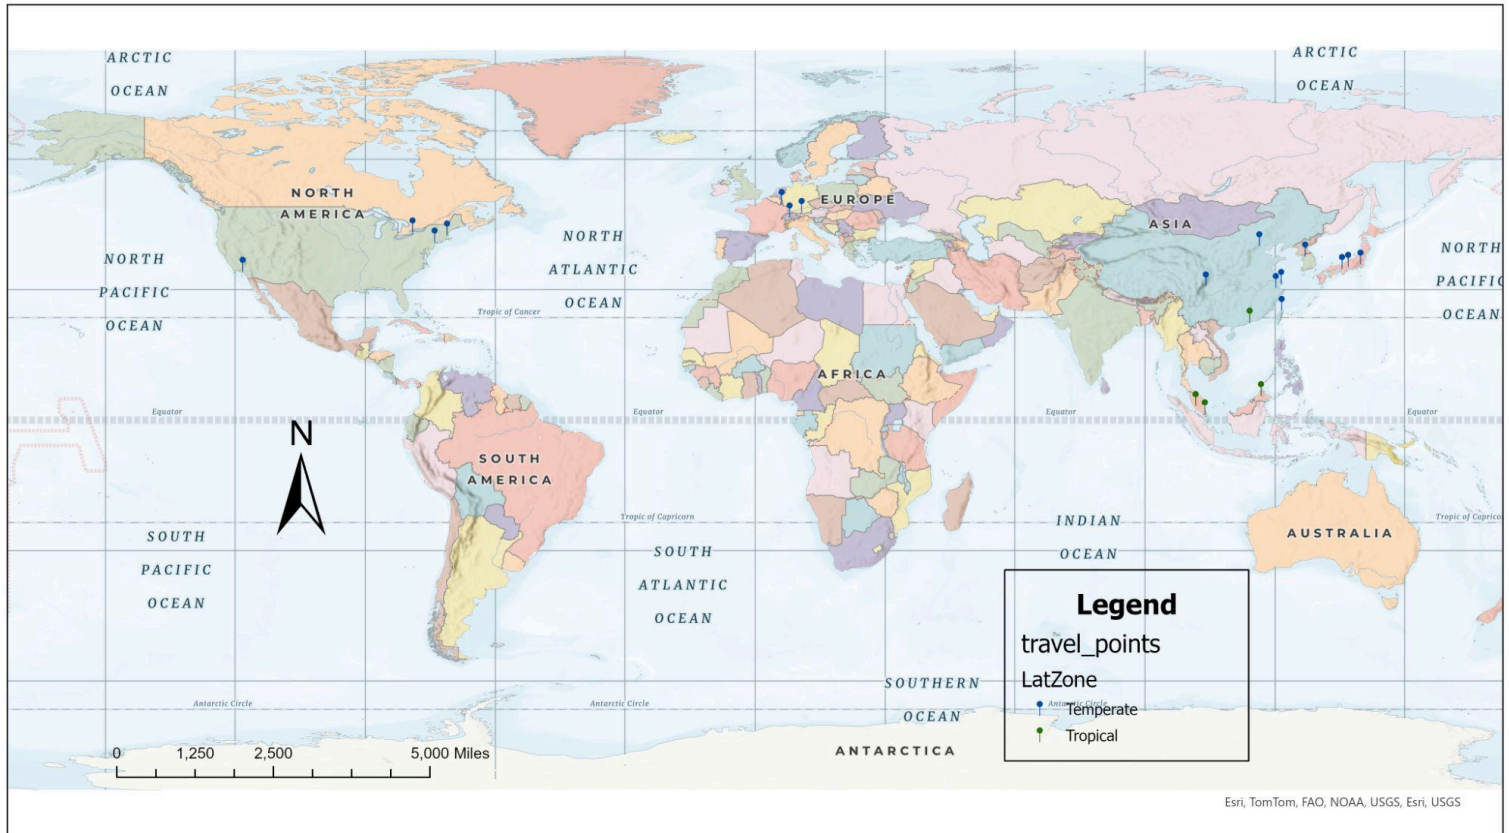 ARCTIC
OCEAN
ARCTIC
OCEAN
NORTH
AMERICA
EUROPE
ASIA
NORTH
PACIFIC
OCEAN
NORTH
ATLANTIC
OCEAN
NORTH
PACIFIC
OCEAN
Tropic of Cancer
AFRICA
Equator
Equator
Equator
Equator
N
SOUTH
AMERICA
Tropic of Capricorn
Tropic of Caprico
SOUTH
PACIFIC
OCEAN
SOUTH
ATLANTIC
OCEAN
INDIAN
OCEAN
AUSTRALIA
Legend
travel_points
LatZone
Temperate
Tropical
SOUTHERN
OCEAN
Antarctic Circle
Antarctic Circle
Antarctic Circle
ANTARCTICA
0 1,250 2,500 5,000 Miles
Esri, TomTom, FAO, NOAA, USGS, Esri, USGS